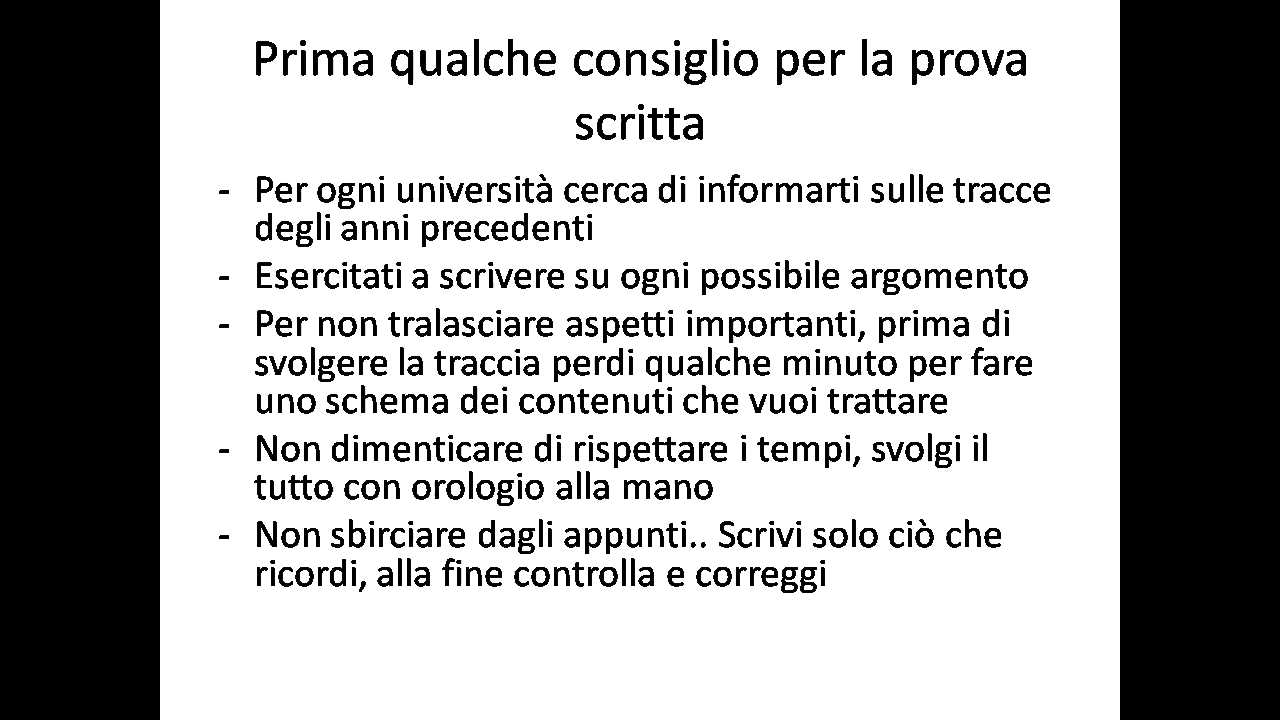 Prima qualche consiglio per la prova
scritta
- Per ogni università cerca di informarti sulle tracce
degli anni precedenti
- Esercitati a scrivere su ogni possibile argomento
- Per non tralasciare aspetti importanti, prima di
svolgere la traccia perdi qualche minuto per fare
uno schema dei contenuti che vuoi trattare
- Non dimenticare di rispettare i tempi, svolgi il
tutto con orologio alla mano
- Non sbirciare dagli appunti.. Scrivi solo ciò che
ricordi, alla fine controlla e correggi